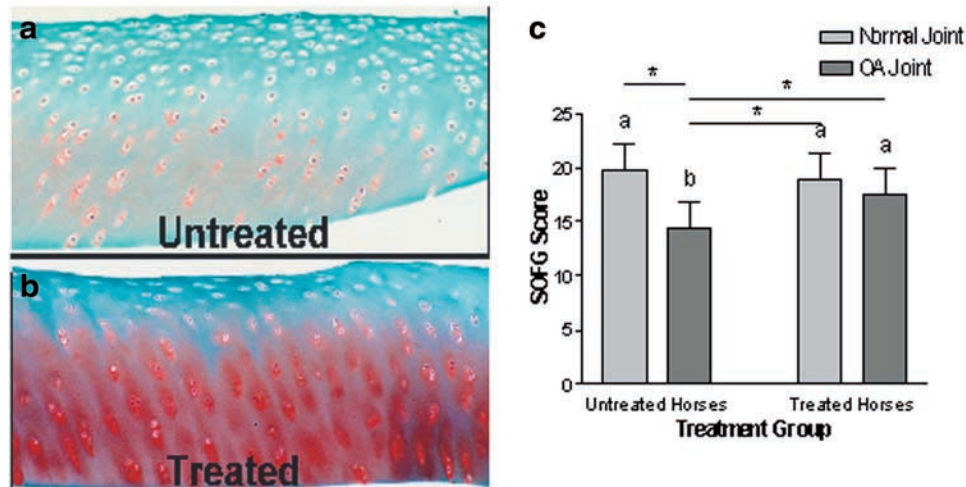 a
Untreated
b
Treated
c
Normal Joint
OA Joint
*
*
*
a
b
a
a
25
20
15
10
5
0
SOFG Score
Untreated Horses
Treated Horses
Treatment Group